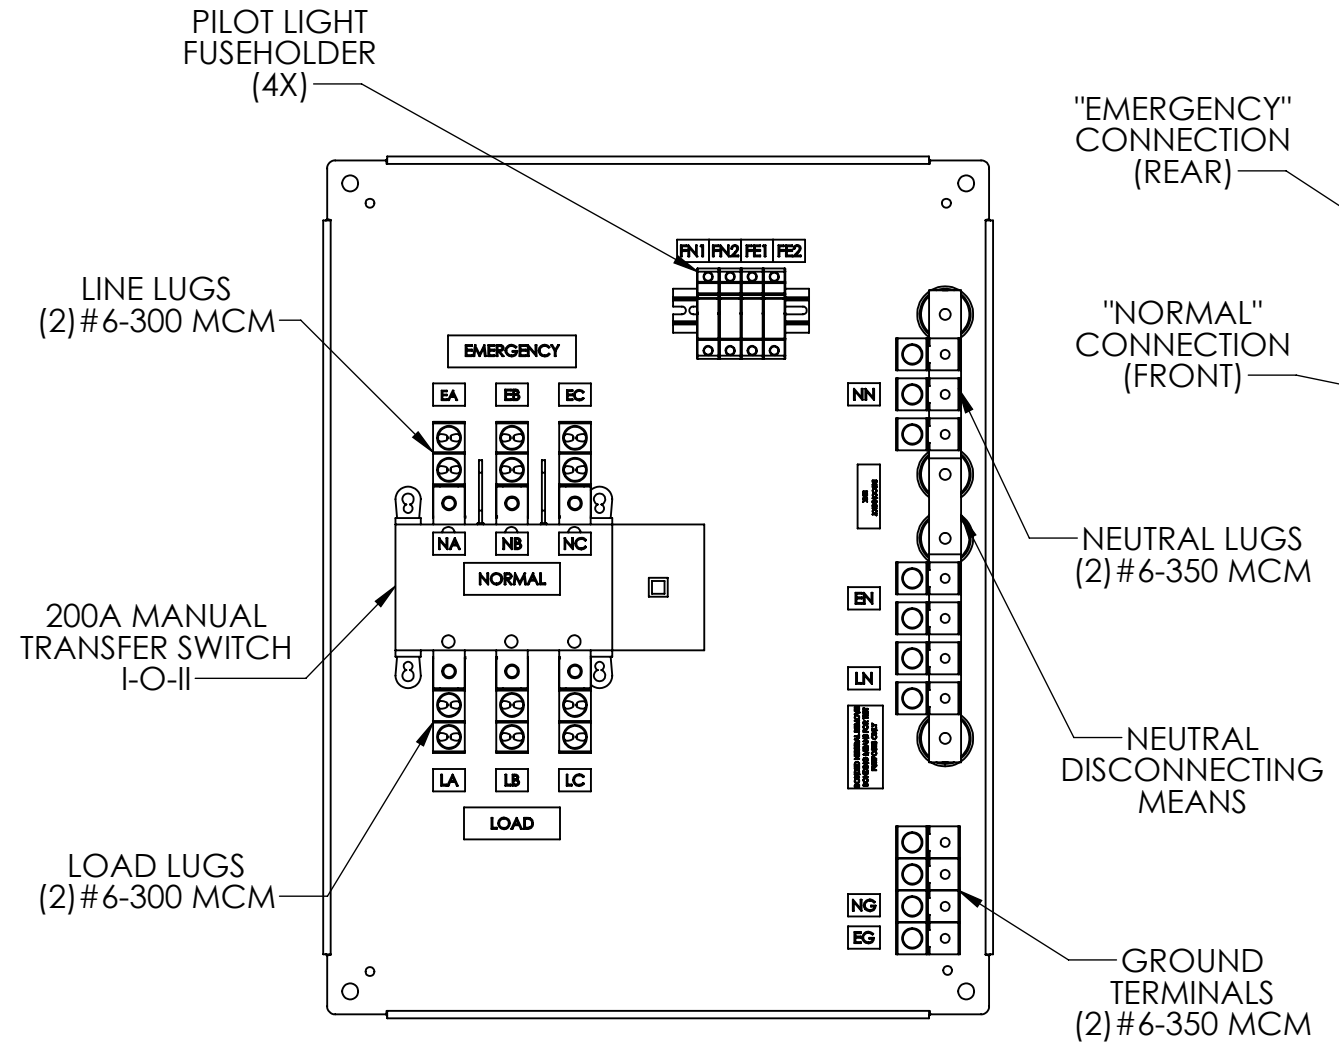 PILOT LIGHT
FUSEHOLDER
(4X)
"EMERGENCY"
CONNECTION
(REAR)
FN1 FN2 FE1 FE2
LINE LUGS
(2)#6-300 MCM
"NORMAL"
CONNECTION
(FRONT)
EMERGENCY
EA EB EC
NN
NEUTRAL LUGS
(2)#6-350 MCM
NA NB NC
NORMAL
EN
200A MANUAL
TRANSFER SWITCH
I-O-II
LN
NEUTRAL
DISCONNECTING
MEANS
LA LB LC
LOAD
LOAD LUGS
(2)#6-300 MCM
NG
EG
GROUND
TERMINALS
(2)#6-350 MCM